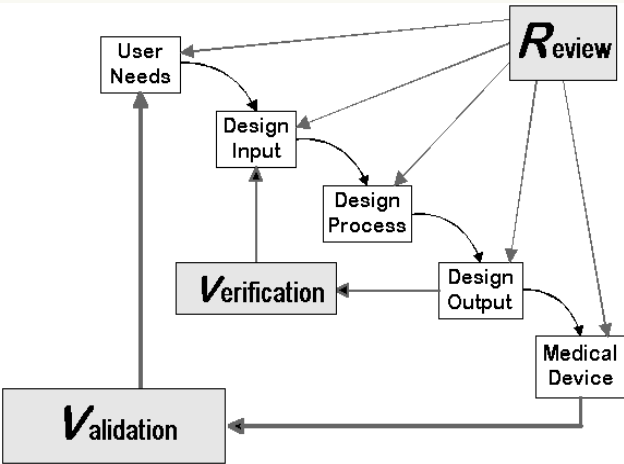 User
Needs
Review
Design
Input
Design
Process
Verification
Design
Output
Medical
Device
Validation